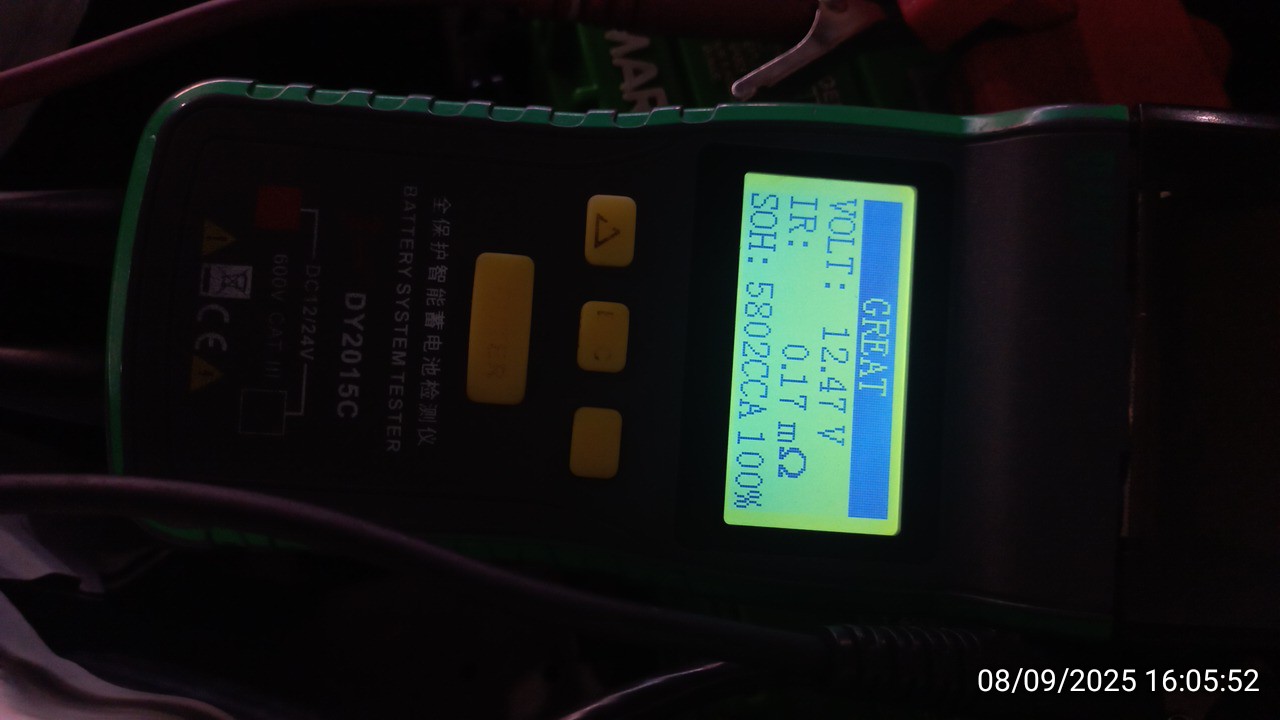 GREAT
VOLT: 12.47 V
IR: 0.17 mΩ
SOH: 5802CCA 100%
全保护智能蓄电池检测仪
BATTERY SYSTEM TESTER
DY2015C
DC12/24V
600V CAT III
CE
08/09/2025 16:05:52